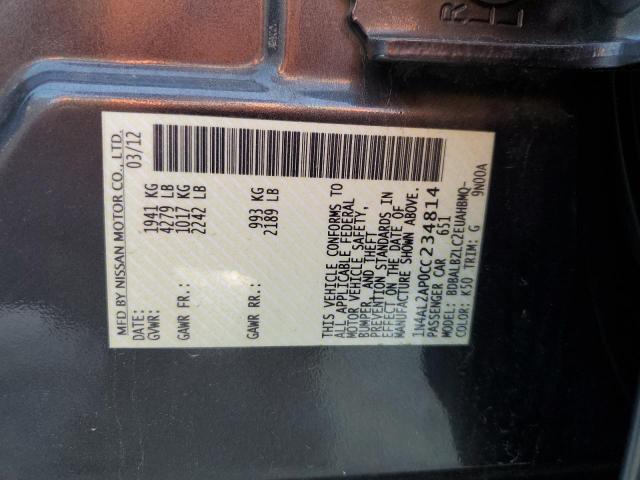 MFD BY NISSAN MOTOR CO., LTD.
DATE: 03/12
GVWR: 1941 KG
4279 LB
GAWR FR: 1017 KG
2242 LB
GAWR RR: 993 KG
2189 LB
THIS VEHICLE CONFORMS TO
ALL APPLICABLE FEDERAL
MOTOR VEHICLE SAFETY,
BUMPER, AND THEFT
PREVENTION STANDARDS IN
EFFECT ON THE DATE OF
MANUFACTURE SHOWN ABOVE.
1N4AL2AP0CC234814
PASSENGER CAR 651
MODEL: BDBALBZLC2EUAHBMQ-
COLOR: K50 TRIM: G 9N00A
R
L E